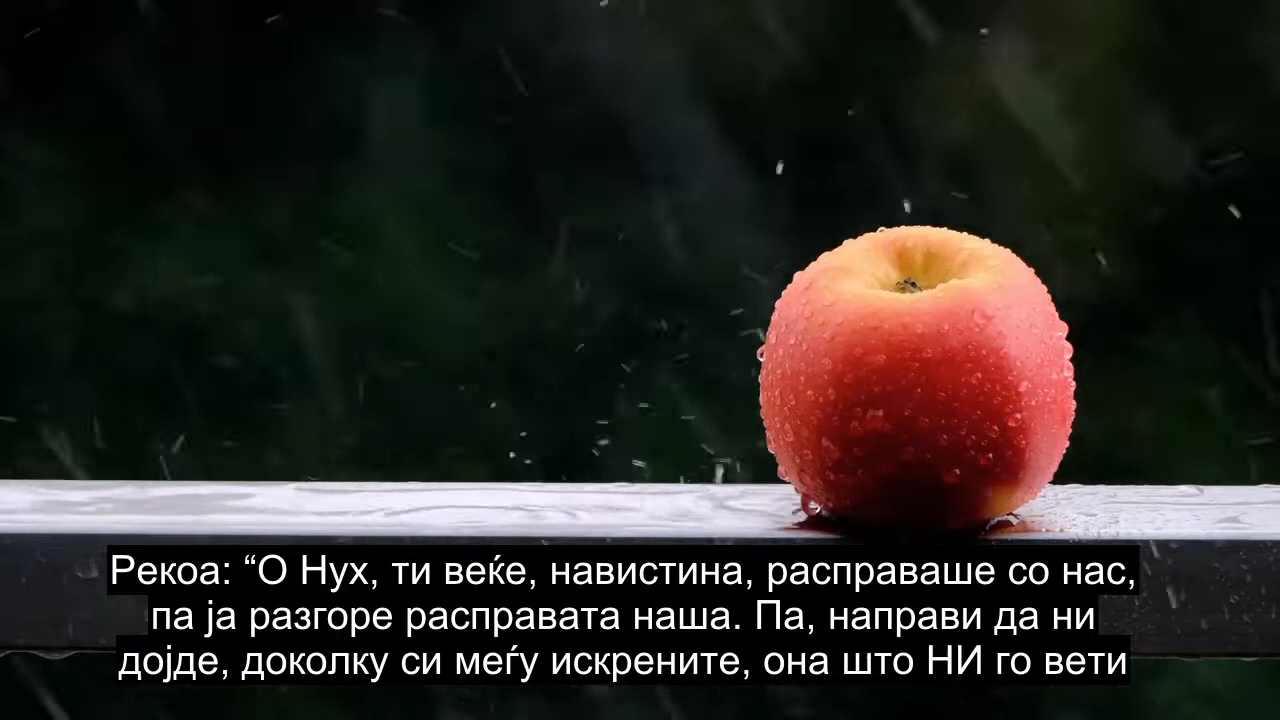 Рекоа: “О Нух, ти веќе, навистина, расправаше со нас,
па ја разгоре расправата наша. Па, направи да ни
дојде, доколку си меѓу искрените, она што НИ го вети